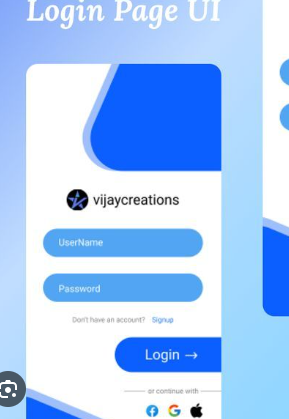 Login Page UI
vijaycreations
UserName
Password
Don't have an account? Signup
Login →
or continue with